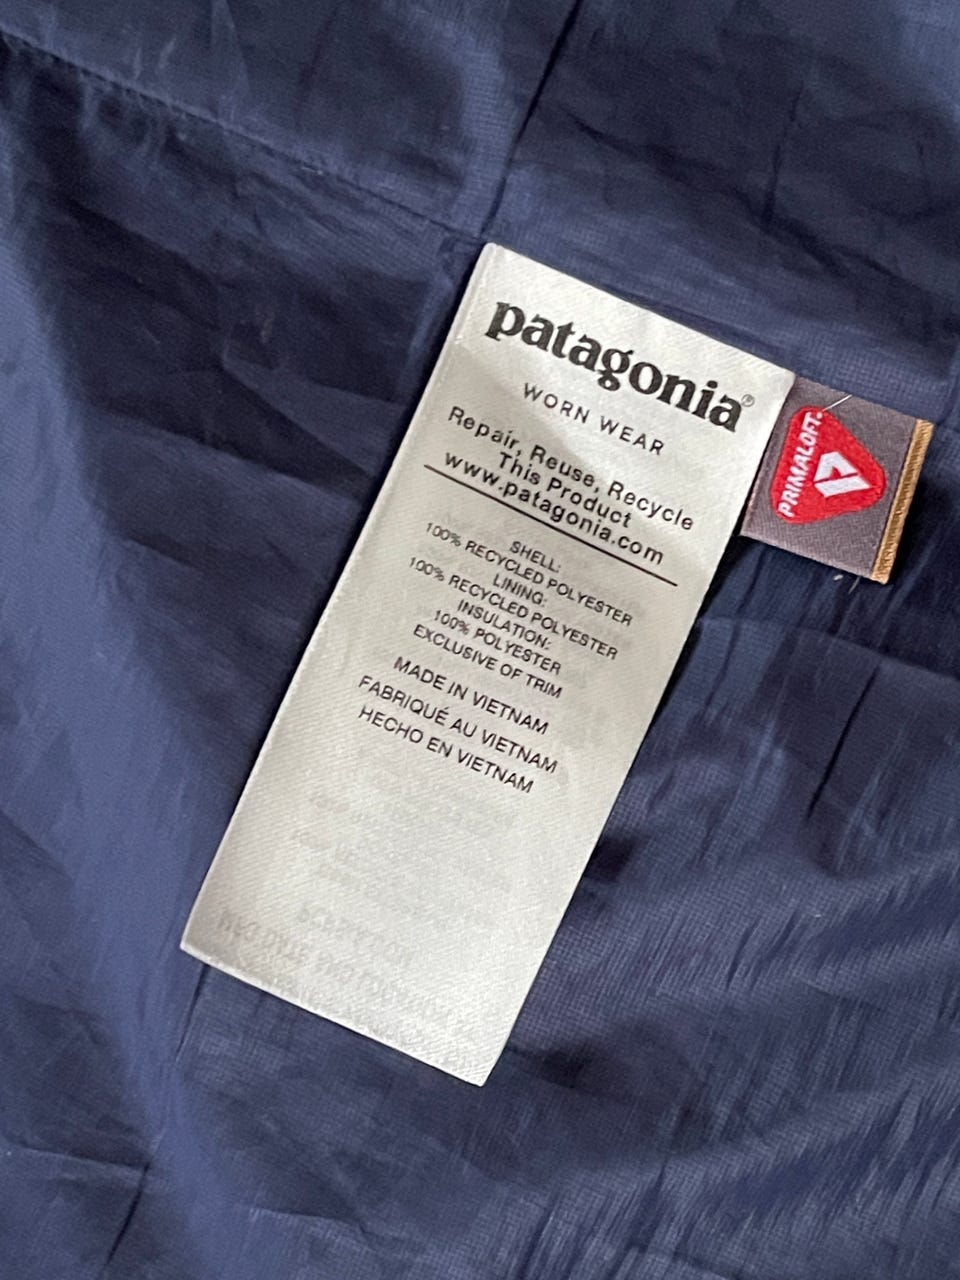 patagonia®
WORN WEAR
Repair, Reuse, Recycle
This Product
www.patagonia.com
SHELL:
100% RECYCLED POLYESTER
LINING:
100% RECYCLED POLYESTER
INSULATION:
100% POLYESTER
EXCLUSIVE OF TRIM
MADE IN VIETNAM
FABRIQUÉ AU VIETNAM
HECHO EN VIETNAM
PRIMALOFT®